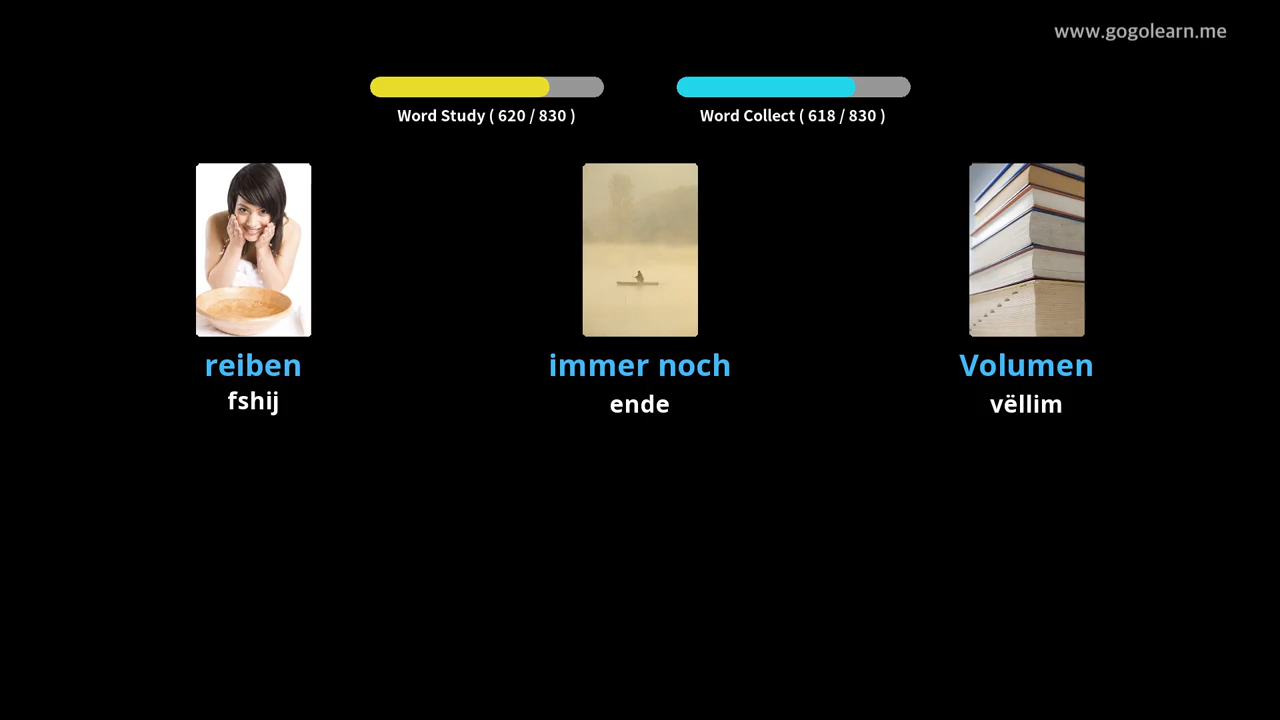 www.gogolearn.me
Word Study ( 620 / 830 )
Word Collect ( 618 / 830 )
reiben
immer noch
Volumen
fshij
ende
vëllim